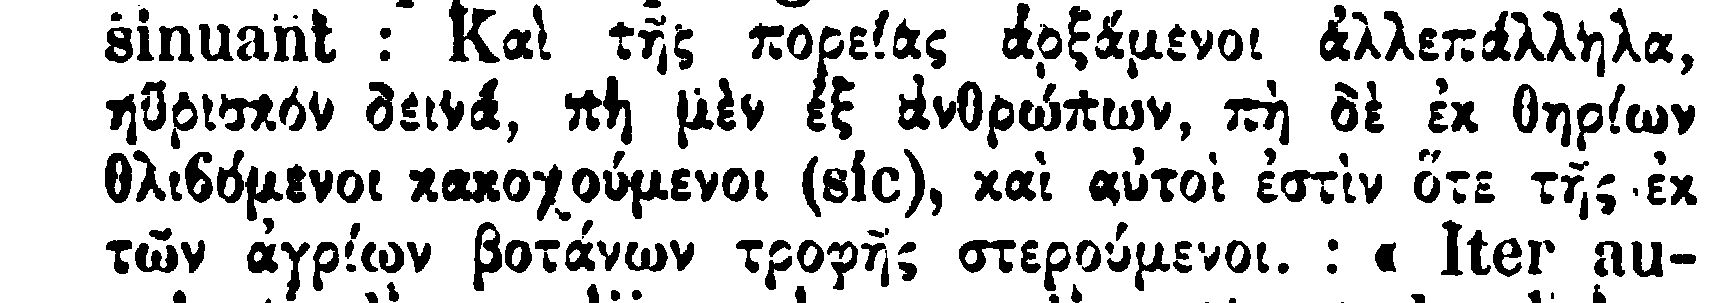 sinuant : Καὶ τῆς πορείας ἀρξάμενοι ἀλλεπάλληλα,
ηὕρισκόν δεινά, πὴ μὲν ἐξ ἀνθρώπων, πὴ δὲ ἐκ θηρίων
θλιϐόμενοι κακοχούμενοι (sic), καὶ αὐτοὶ ἐστὶν ὅτε τῆς ἐκ
τῶν ἀγρίων βοτάνων τροφῆς στερούμενοι. : « Iter au-